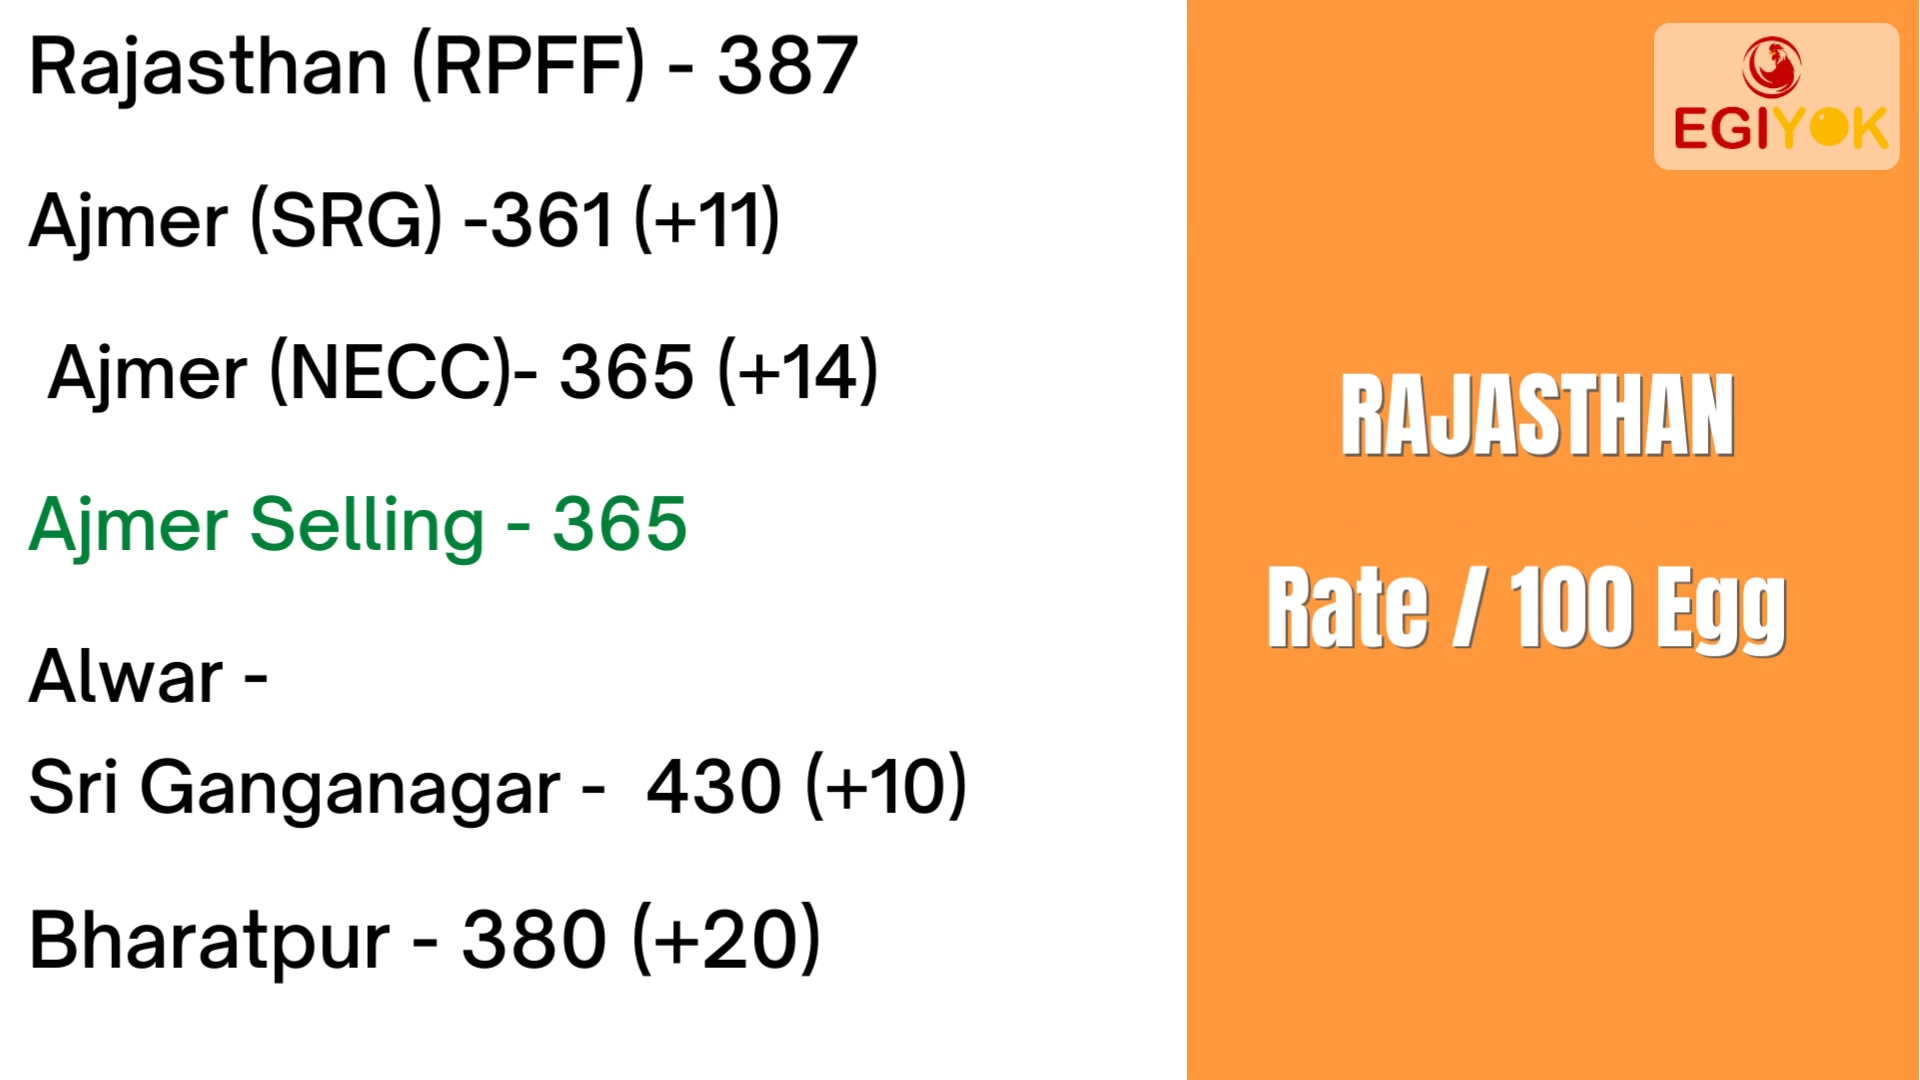 Rajasthan (RPFF) - 387
Ajmer (SRG) -361 (+11)
Ajmer (NECC)- 365 (+14)
Ajmer Selling - 365
Alwar -
Sri Ganganagar - 430 (+10)
Bharatpur - 380 (+20)
EGIYOK
RAJASTHAN
Rate / 100 Egg